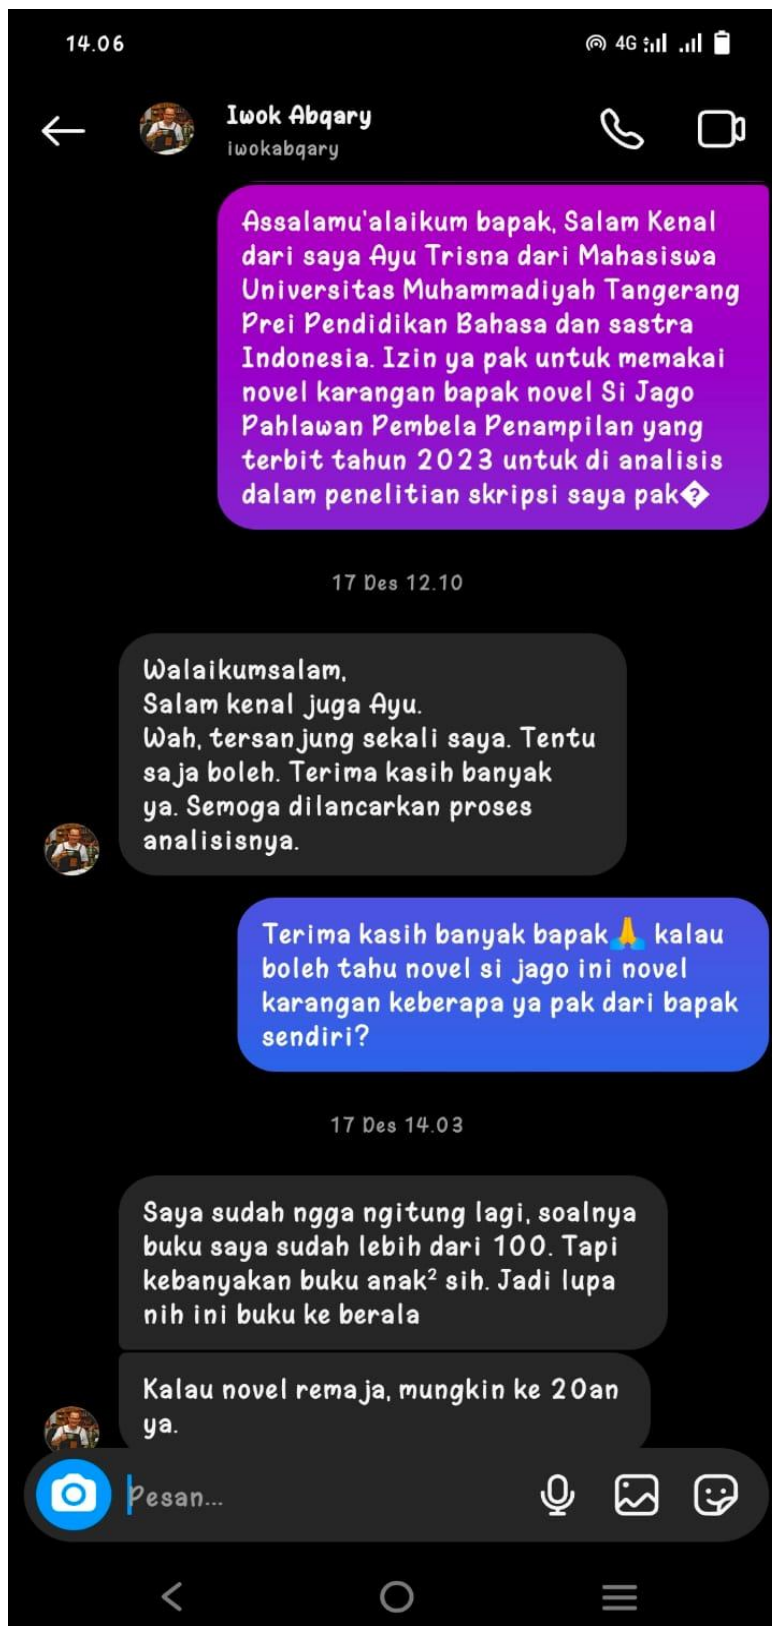 14.06
4G
Iwok Abqary
iwokabqary
Assalamu'alaikum bapak, Salam Kenal
dari saya Ayu Trisna dari Mahasiswa
Universitas Muhammadiyah Tangerang
Prei Pendidikan Bahasa dan sastra
Indonesia. Izin ya pak untuk memakai
novel karangan bapak novel Si Jago
Pahlawan Pembela Penampilan yang
terbit tahun 2023 untuk di analisis
dalam penelitian skripsi saya pak�
17 Des 12.10
Walaikumsalam,
Salam kenal juga Ayu.
Wah, tersanjung sekali saya. Tentu
saja boleh. Terima kasih banyak
ya. Semoga dilancarkan proses
analisisnya.
Terima kasih banyak bapak🙏 kalau
boleh tahu novel si jago ini novel
karangan keberapa ya pak dari bapak
sendiri?
17 Des 14.03
Saya sudah ngga ngitung lagi, soalnya
buku saya sudah lebih dari 100. Tapi
kebanyakan buku anak² sih. Jadi lupa
nih ini buku ke berala
Kalau novel remaja, mungkin ke 20an
ya.
Pesan...